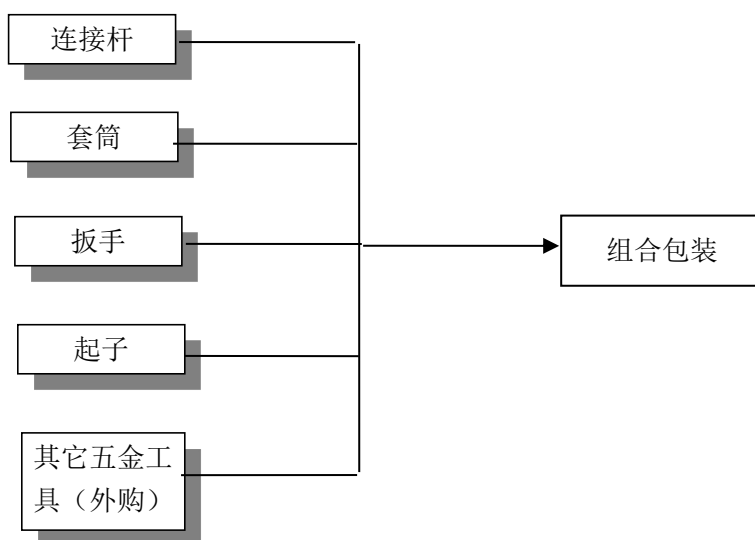 连接杆
套筒
扳手
组合包装
起子
其它五金工
具（外购）